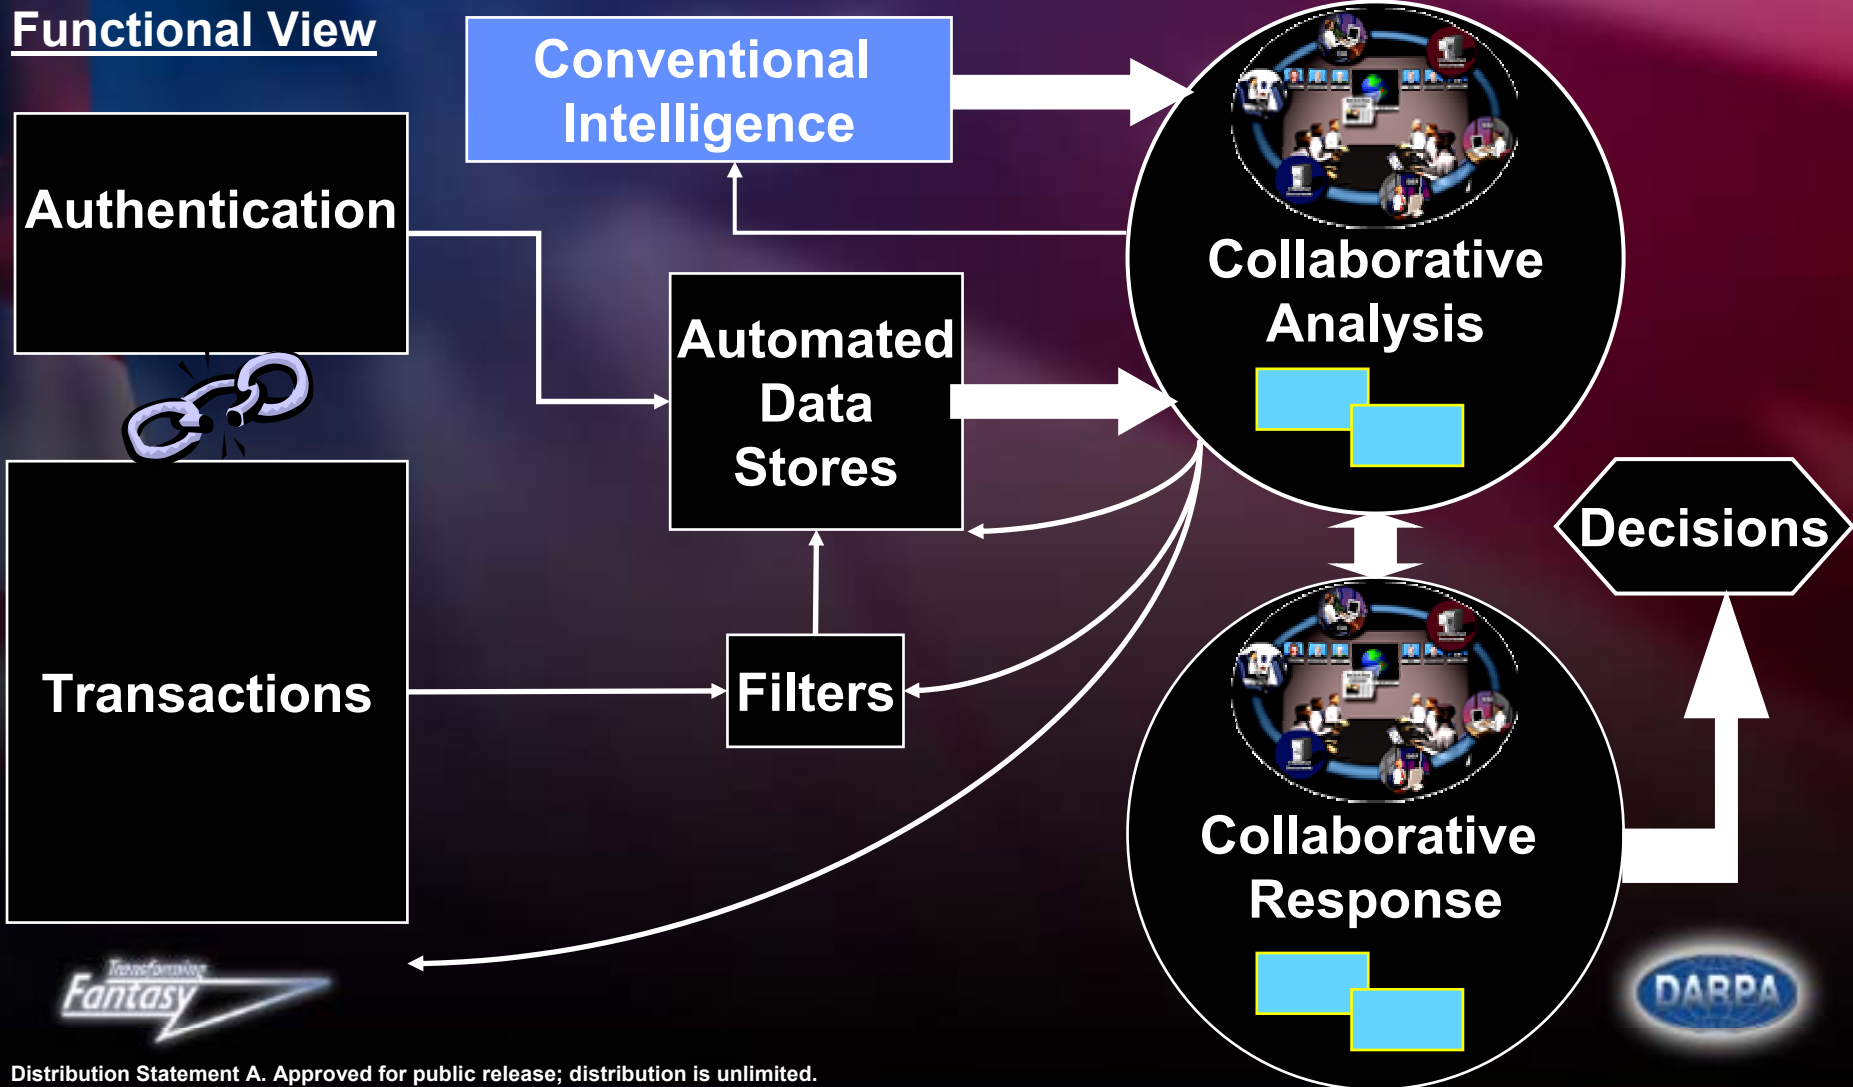 Functional View
Conventional
Intelligence
Authentication
Collaborative
Analysis
Automated
Data
Stores
Decisions
Transactions
Filters
Collaborative
Response
Transforming
Fantasy
DARPA
Distribution Statement A. Approved for public release; distribution is unlimited.